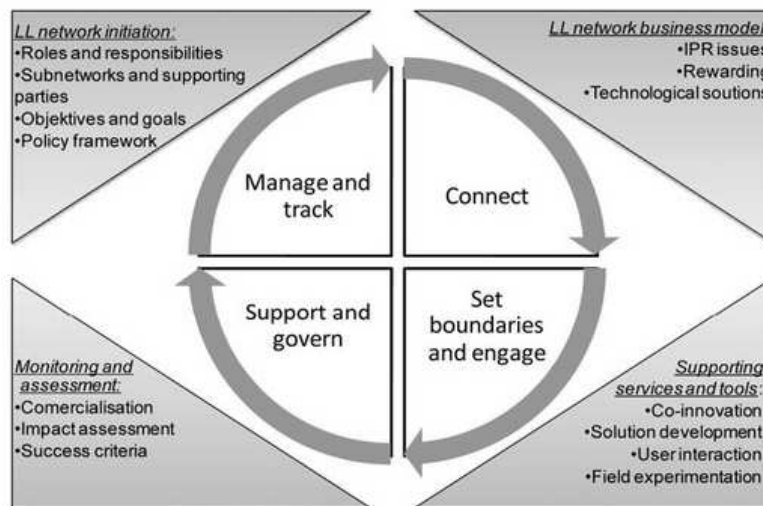 LL network initiation:
•Roles and responsibilities
•Subnetworks and supporting
parties
•Objektives and goals
•Policy framework
LL network business model
•IPR issues
•Rewarding
•Technological soutions
Manage and
track
Connect
Support and
govern
Set
boundaries
and engage
Monitoring and
assessment:
•Comercialisation
•Impact assessment
•Success criteria
Supporting
services and tools:
•Co-innovation
•Solution development
•User interaction
•Field experimentation